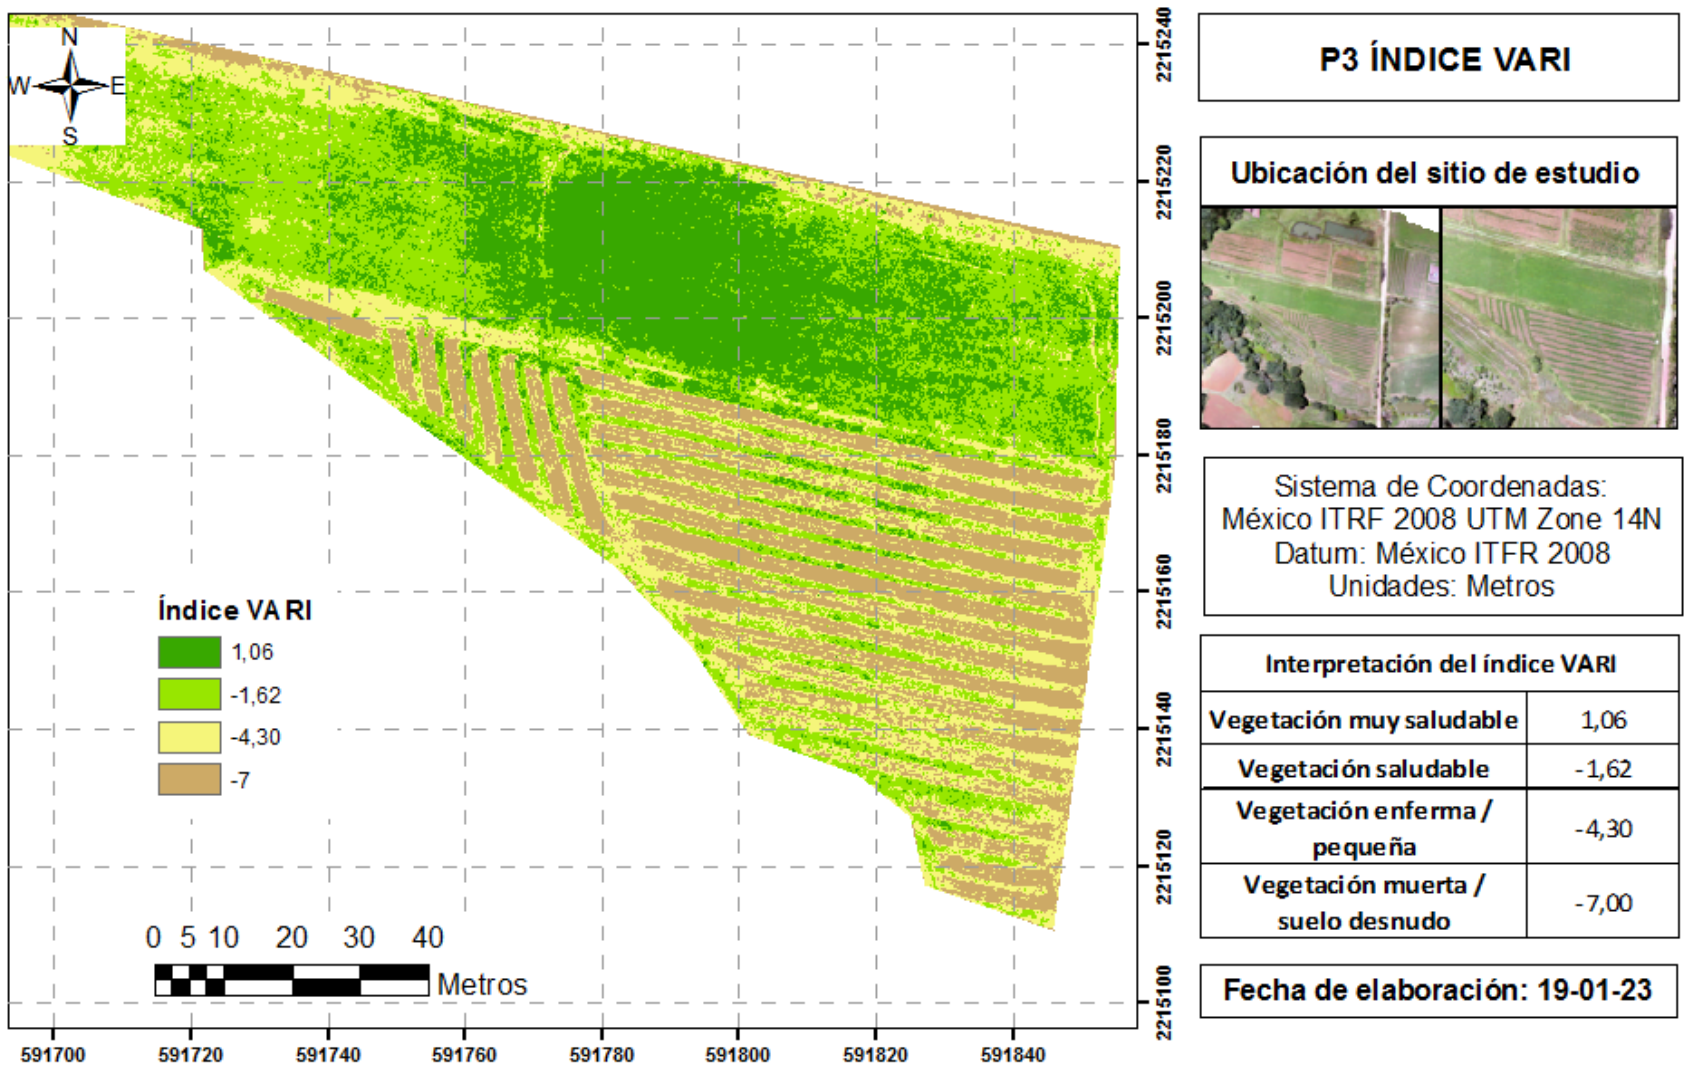 N
W E
S
Índice VARI
1,06
-1,62
-4,30
-7
0 5 10 20 30 40
Metros
591700 591720 591740 591760 591780 591800 591820 591840
2215240
2215220
2215200
2215180
2215160
2215140
2215120
2215100
P3 ÍNDICE VARI
Ubicación del sitio de estudio
Sistema de Coordenadas:
México ITRF 2008 UTM Zone 14N
Datum: México ITFR 2008
Unidades: Metros
Interpretación del índice VARI
Vegetación muy saludable 1,06
Vegetación saludable -1,62
Vegetación enferma /
pequeña -4,30
Vegetación muerta /
suelo desnudo -7,00
Fecha de elaboración: 19-01-23